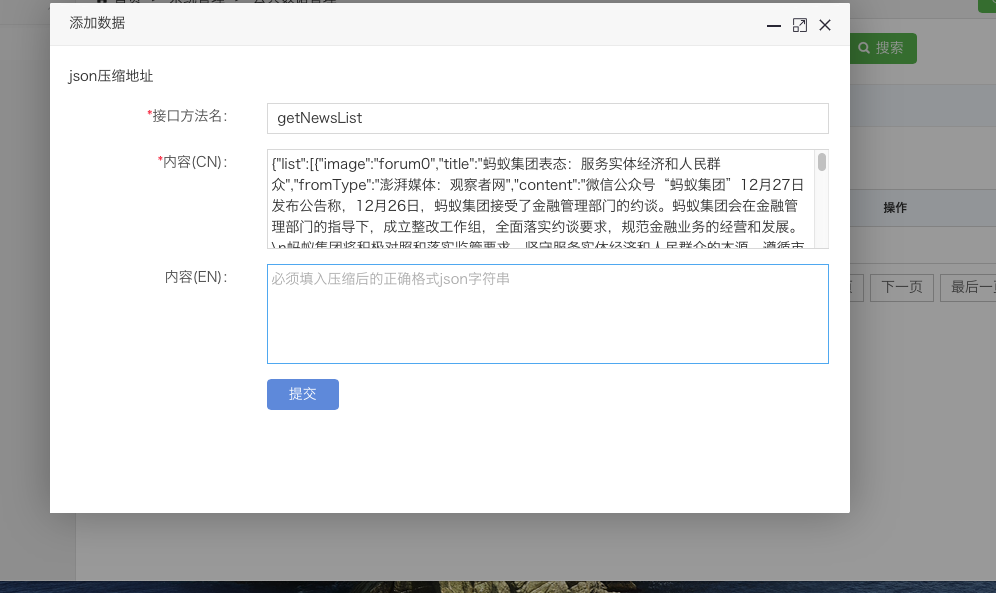 添加数据
搜索
json压缩地址
*接口方法名：
getNewsList
*内容(CN)：
{"list":[{"image":"forum0","title":"蚂蚁集团表态：服务实体经济和人民群
众","fromType":"澎湃媒体：观察者网","content":"微信公众号“蚂蚁集团”12月27日
发布公告称，12月26日，蚂蚁集团接受了金融管理部门的约谈。蚂蚁集团会在金融管
理部门的指导下，成立整改工作组，全面落实约谈要求，规范金融业务的经营和发展。
\n蚂蚁集团将积极对照和落实监管要求，坚守服务实体经济和人民群众的本源，遵循市
操作
内容(EN)：
必须填入压缩后的正确格式json字符串
下一页
最后一页
提交